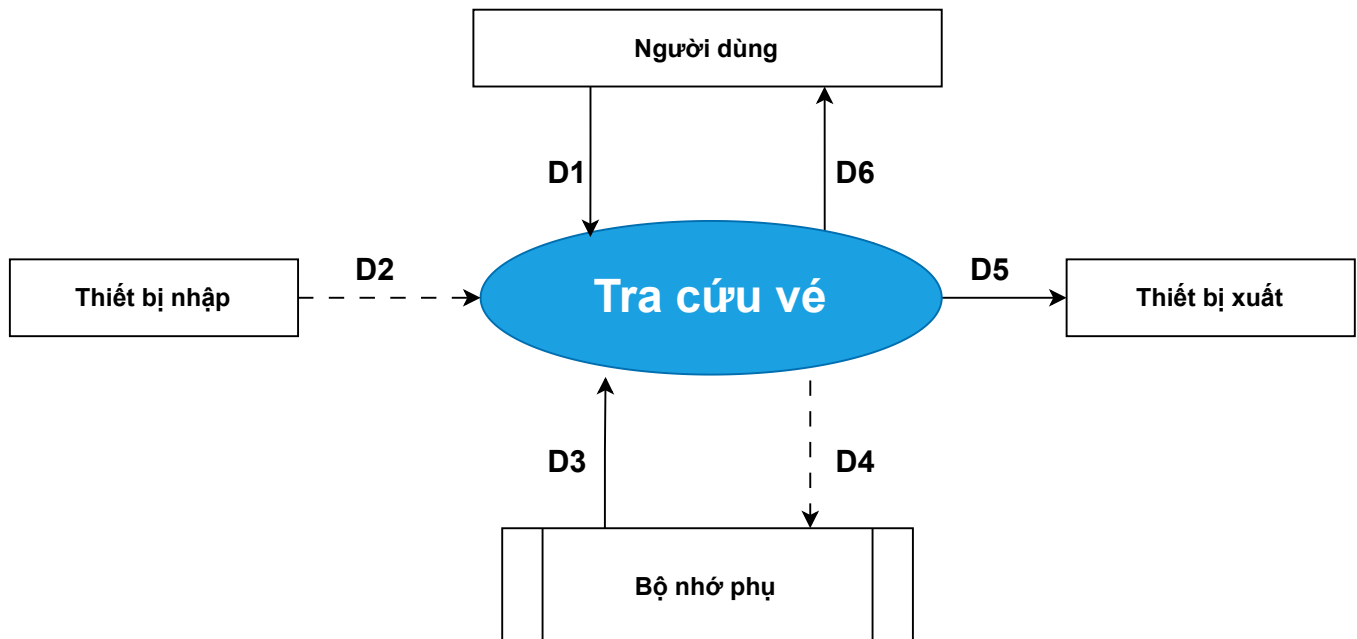 Người dùng
D1
D6
Thiết bị nhập
D2
Tra cứu vé
D5
Thiết bị xuất
D3
D4
Bộ nhớ phụ